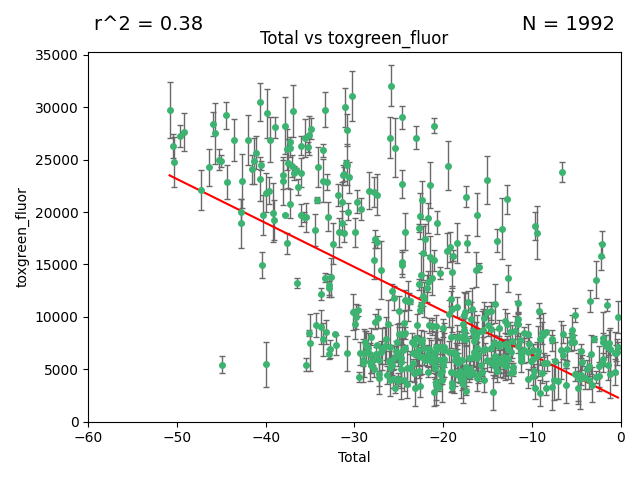 r^2 = 0.38 N = 1992
Total vs toxgreen_fluor
35000
30000
25000
20000
15000
10000
5000
0
toxgreen_fluor
−60 −50 −40 −30 −20 −10 0
Total